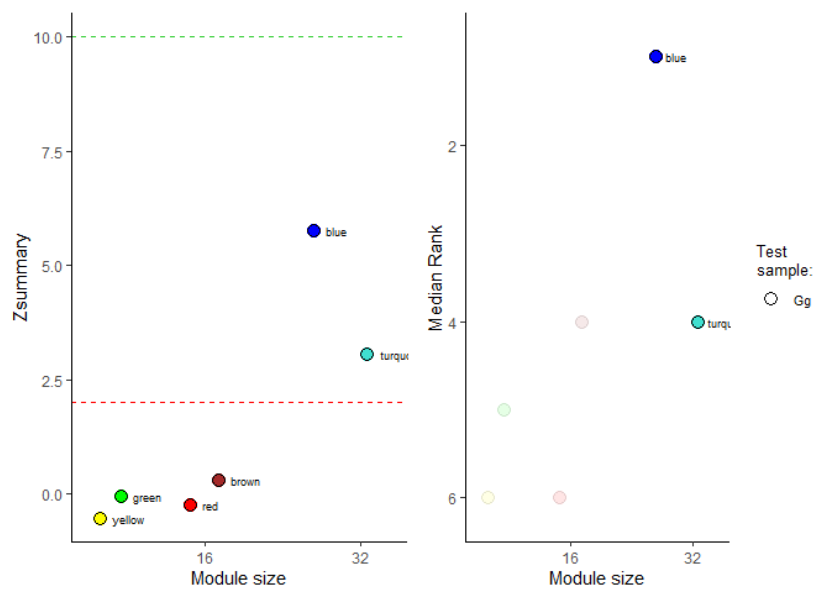 10.0
7.5
5.0
2.5
0.0
Zsummary
blue
turquo
brown
green
red
yellow
16 32
Module size
2
4
6
Median Rank
blue
turqu
16 32
Module size
Test
sample:
Gg